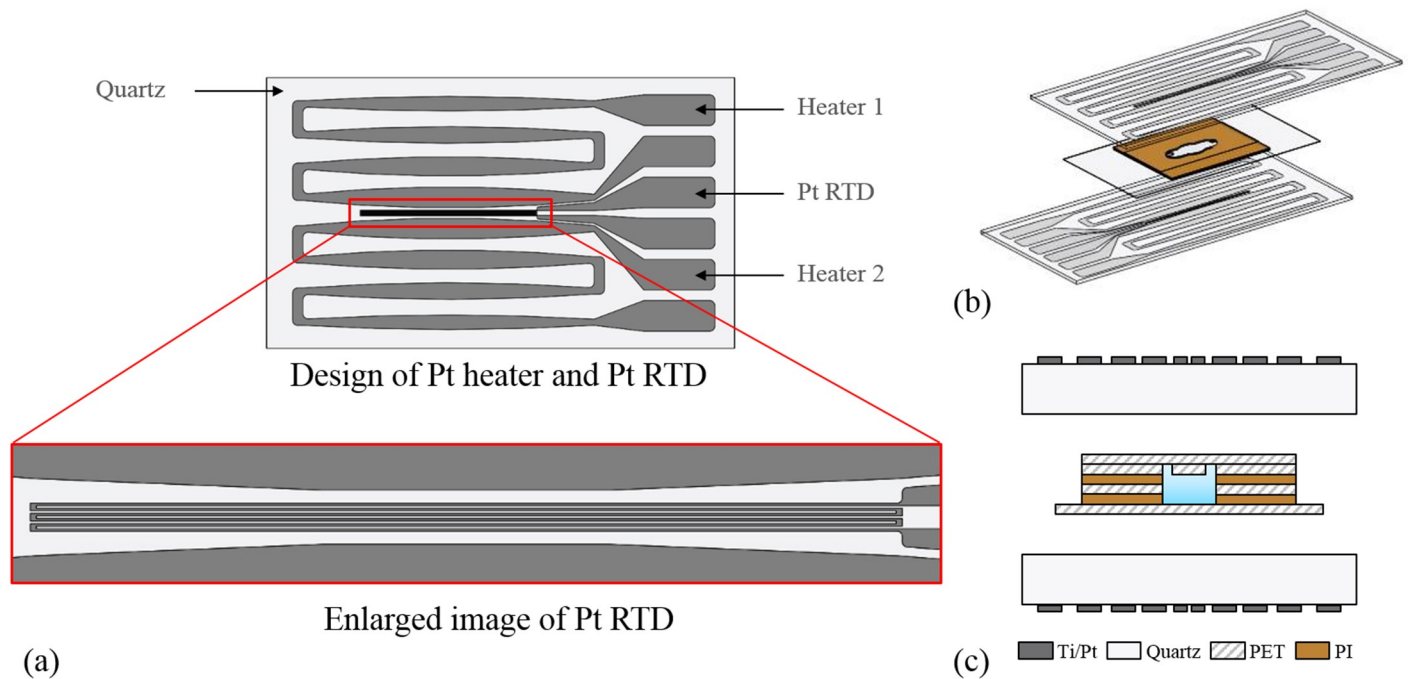 Quartz
Heater 1
Pt RTD
Heater 2
Design of Pt heater and Pt RTD
Enlarged image of Pt RTD
(a)
(b)
(c)
Ti/Pt
Quartz
PET
PI